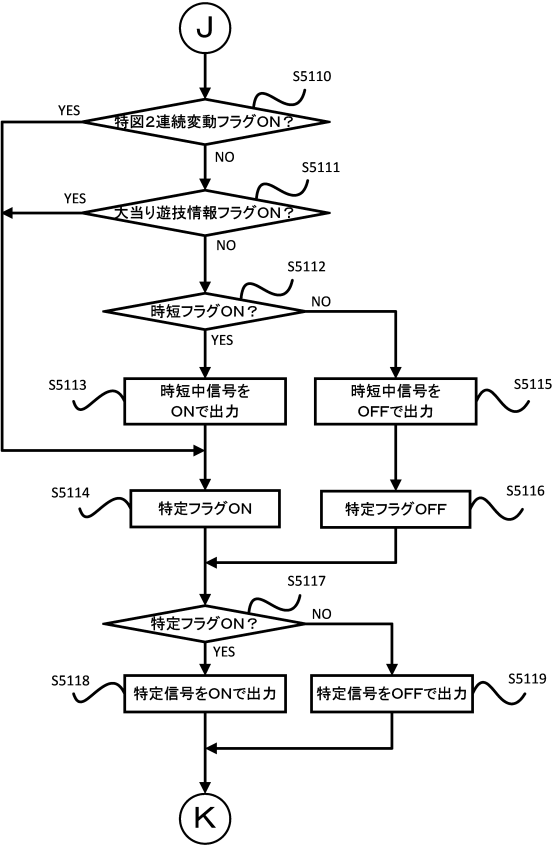 J
S5110
YES
特図2連続変動フラグON?
NO
S5111
YES
大当り遊技情報フラグON?
NO
S5112
時短フラグON?
NO
YES
S5113
時短中信号を
ONで出力
時短中信号を
OFFで出力
S5115
S5114
特定フラグON
特定フラグOFF
S5116
S5117
特定フラグON?
NO
YES
S5118
特定信号をONで出力
特定信号をOFFで出力
S5119
K